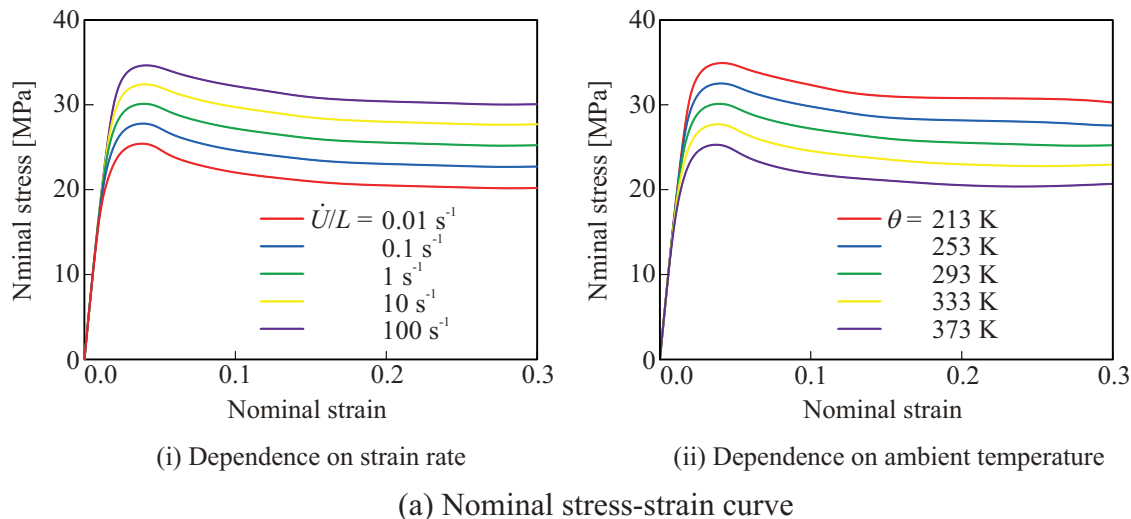 40
30
20
10
0
Nminal stress [MPa]
U̇/L = 0.01 s⁻¹
0.1 s⁻¹
1 s⁻¹
10 s⁻¹
100 s⁻¹
0.0 0.1 0.2 0.3
Nominal strain
(i) Dependence on strain rate
40
30
20
10
0
Nminal stress [MPa]
θ = 213 K
253 K
293 K
333 K
373 K
0.0 0.1 0.2 0.3
Nominal strain
(ii) Dependence on ambient temperature
(a) Nominal stress-strain curve